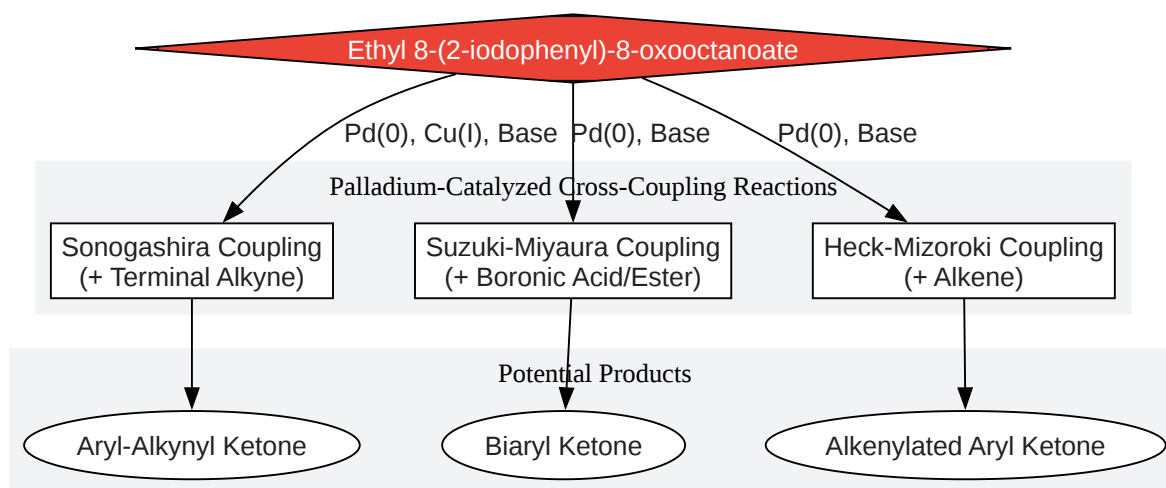 Ethyl 8-(2-iodophenyl)-8-oxooctanoate
Pd(0), Cu(I), Base
Pd(0), Base
Pd(0), Base
Palladium-Catalyzed Cross-Coupling Reactions
Sonogashira Coupling
(+ Terminal Alkyne)
Suzuki-Miyaura Coupling
(+ Boronic Acid/Ester)
Heck-Mizoroki Coupling
(+ Alkene)
Potential Products
Aryl-Alkynyl Ketone
Biaryl Ketone
Alkenylated Aryl Ketone